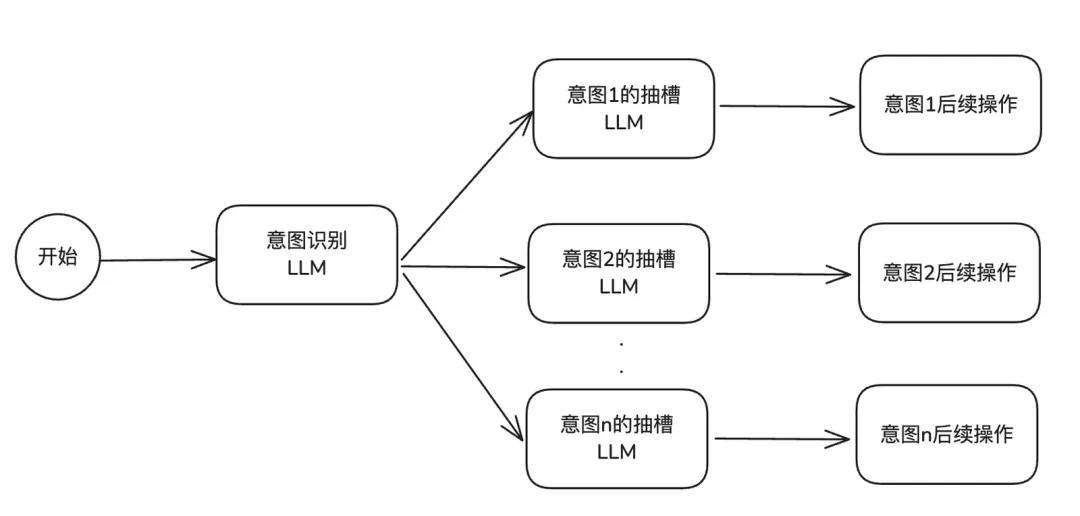 开始
意图识别
LLM
意图1的抽槽
LLM
意图1后续操作
意图2的抽槽
LLM
意图2后续操作
意图n的抽槽
LLM
意图n后续操作